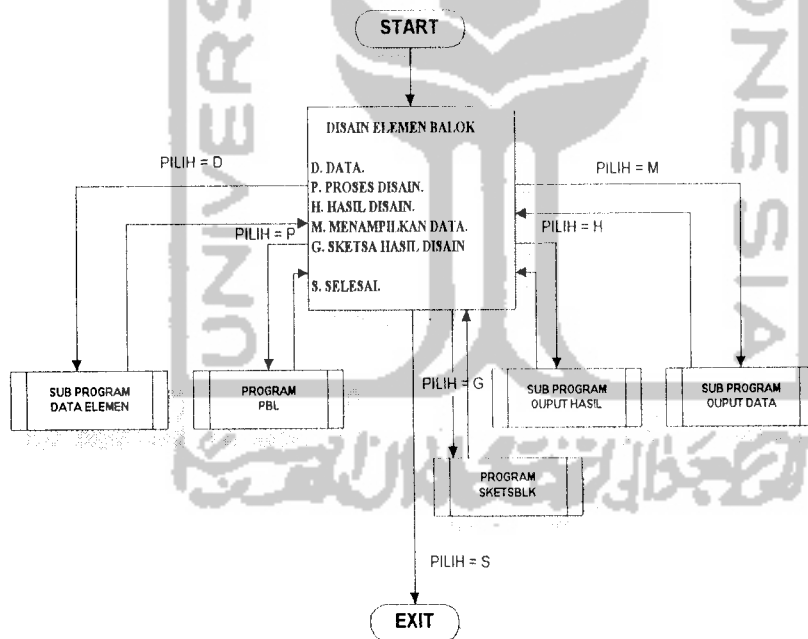 START
DISAIN ELEMEN BALOK
D. DATA.
P. PROSES DISAIN.
H. HASIL DISAIN.
M. MENAMPILKAN DATA.
G. SKETSA HASIL DISAIN
S. SELESAI.
PILIH = D
PILIH = P
PILIH = M
PILIH = H
SUB PROGRAM
DATA ELEMEN
PROGRAM
PBL
PILIH = G
SUB PROGRAM
OUPUT HASIL
SUB PROGRAM
OUPUT DATA
PROGRAM
SKETSBLK
PILIH = S
EXIT